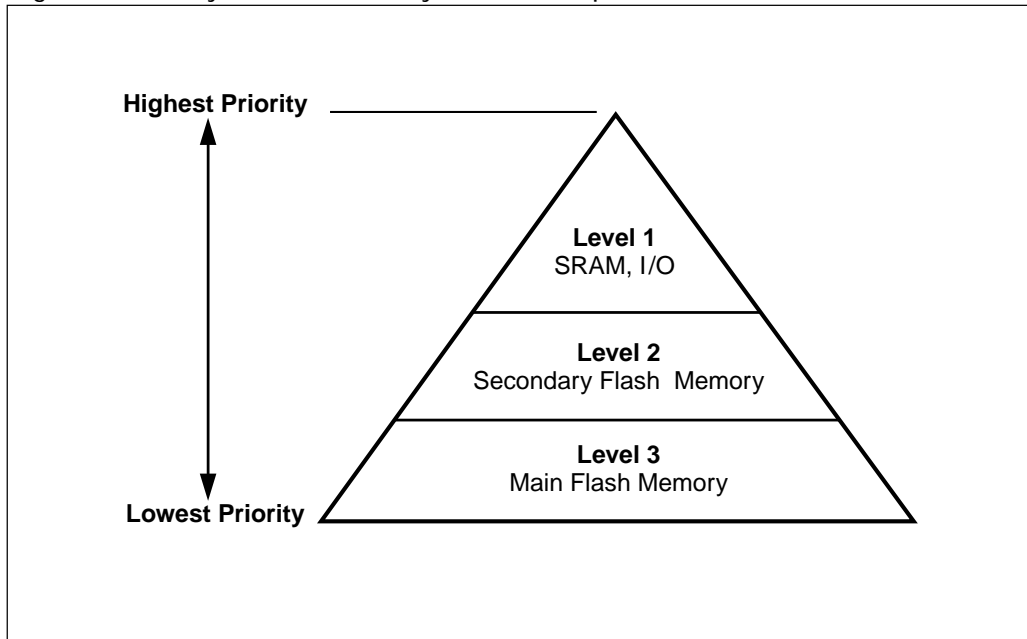 Highest Priority
Level 1
SRAM, I/O
Level 2
Secondary Flash Memory
Level 3
Main Flash Memory
Lowest Priority